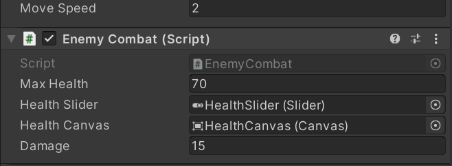 Move Speed 2
Enemy Combat (Script)
Script EnemyCombat
Max Health 70
Health Slider HealthSlider (Slider)
Health Canvas HealthCanvas (Canvas)
Damage 15